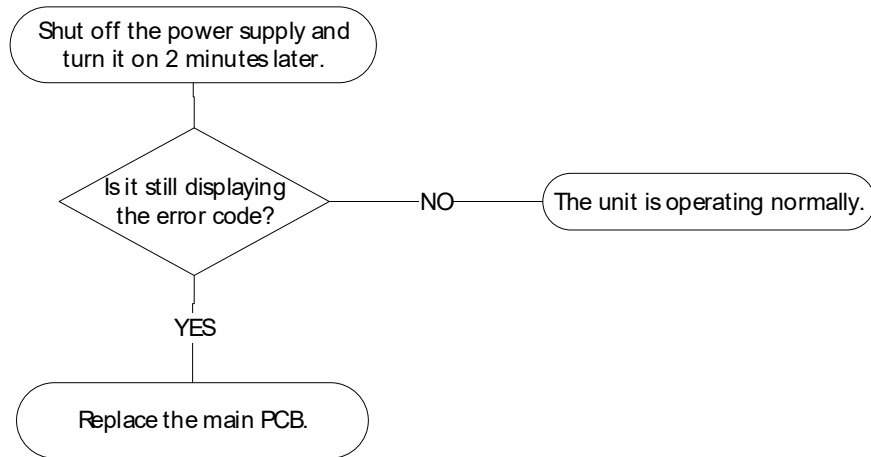 Shut off the power supply and
turn it on 2 minutes later.
Is it still displaying
the error code?
NO
The unit is operating normally.
YES
Replace the main PCB.